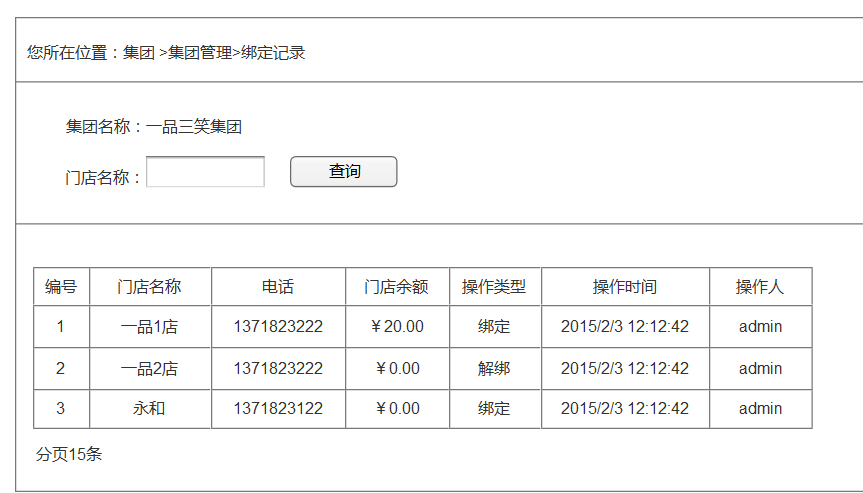 您所在位置：集团 >集团管理>绑定记录
集团名称：一品三笑集团
门店名称：
查询
编号 门店名称 电话 门店余额 操作类型 操作时间 操作人
1 一品1店 1371823222 ￥20.00 绑定 2015/2/3 12:12:42 admin
2 一品2店 1371823222 ￥0.00 解绑 2015/2/3 12:12:42 admin
3 永和 1371823122 ￥0.00 绑定 2015/2/3 12:12:42 admin
分页15条